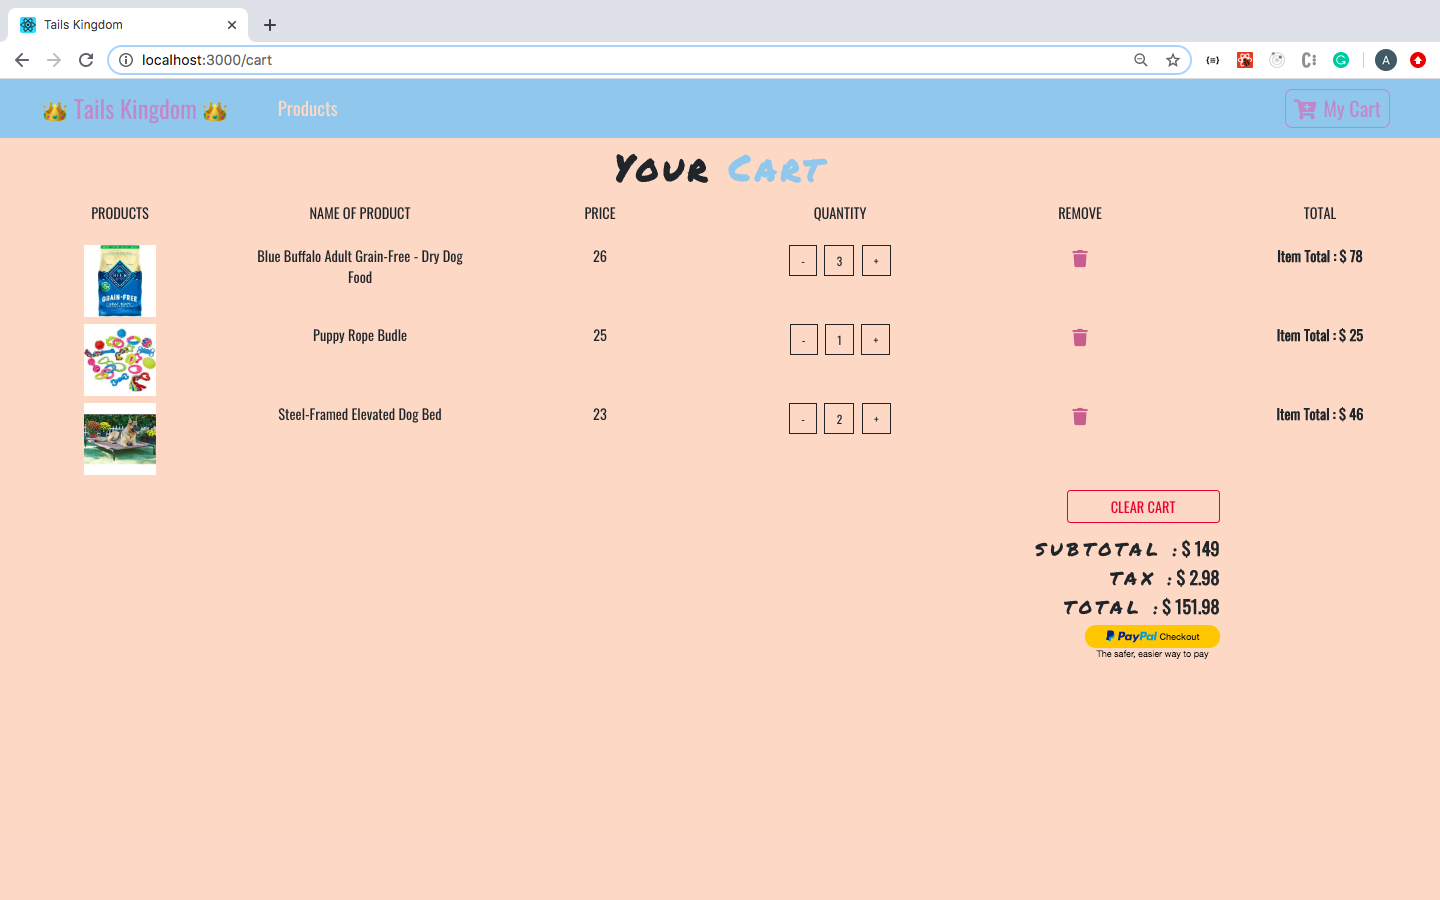 Tails Kingdom
localhost:3000/cart
A
Tails Kingdom
Products
My Cart
Your Cart
PRODUCTS NAME OF PRODUCT PRICE QUANTITY REMOVE TOTAL
Blue Buffalo Adult Grain-Free - Dry Dog Food 26 - 3 + Item Total : $ 78
GRAIN-FREE
Puppy Rope Budle 25 - 1 + Item Total : $ 25
Steel-Framed Elevated Dog Bed 23 - 2 + Item Total : $ 46
CLEAR CART
SUBTOTAL : $ 149
TAX : $ 2.98
TOTAL : $ 151.98
PayPal Checkout
The safer, easier way to pay